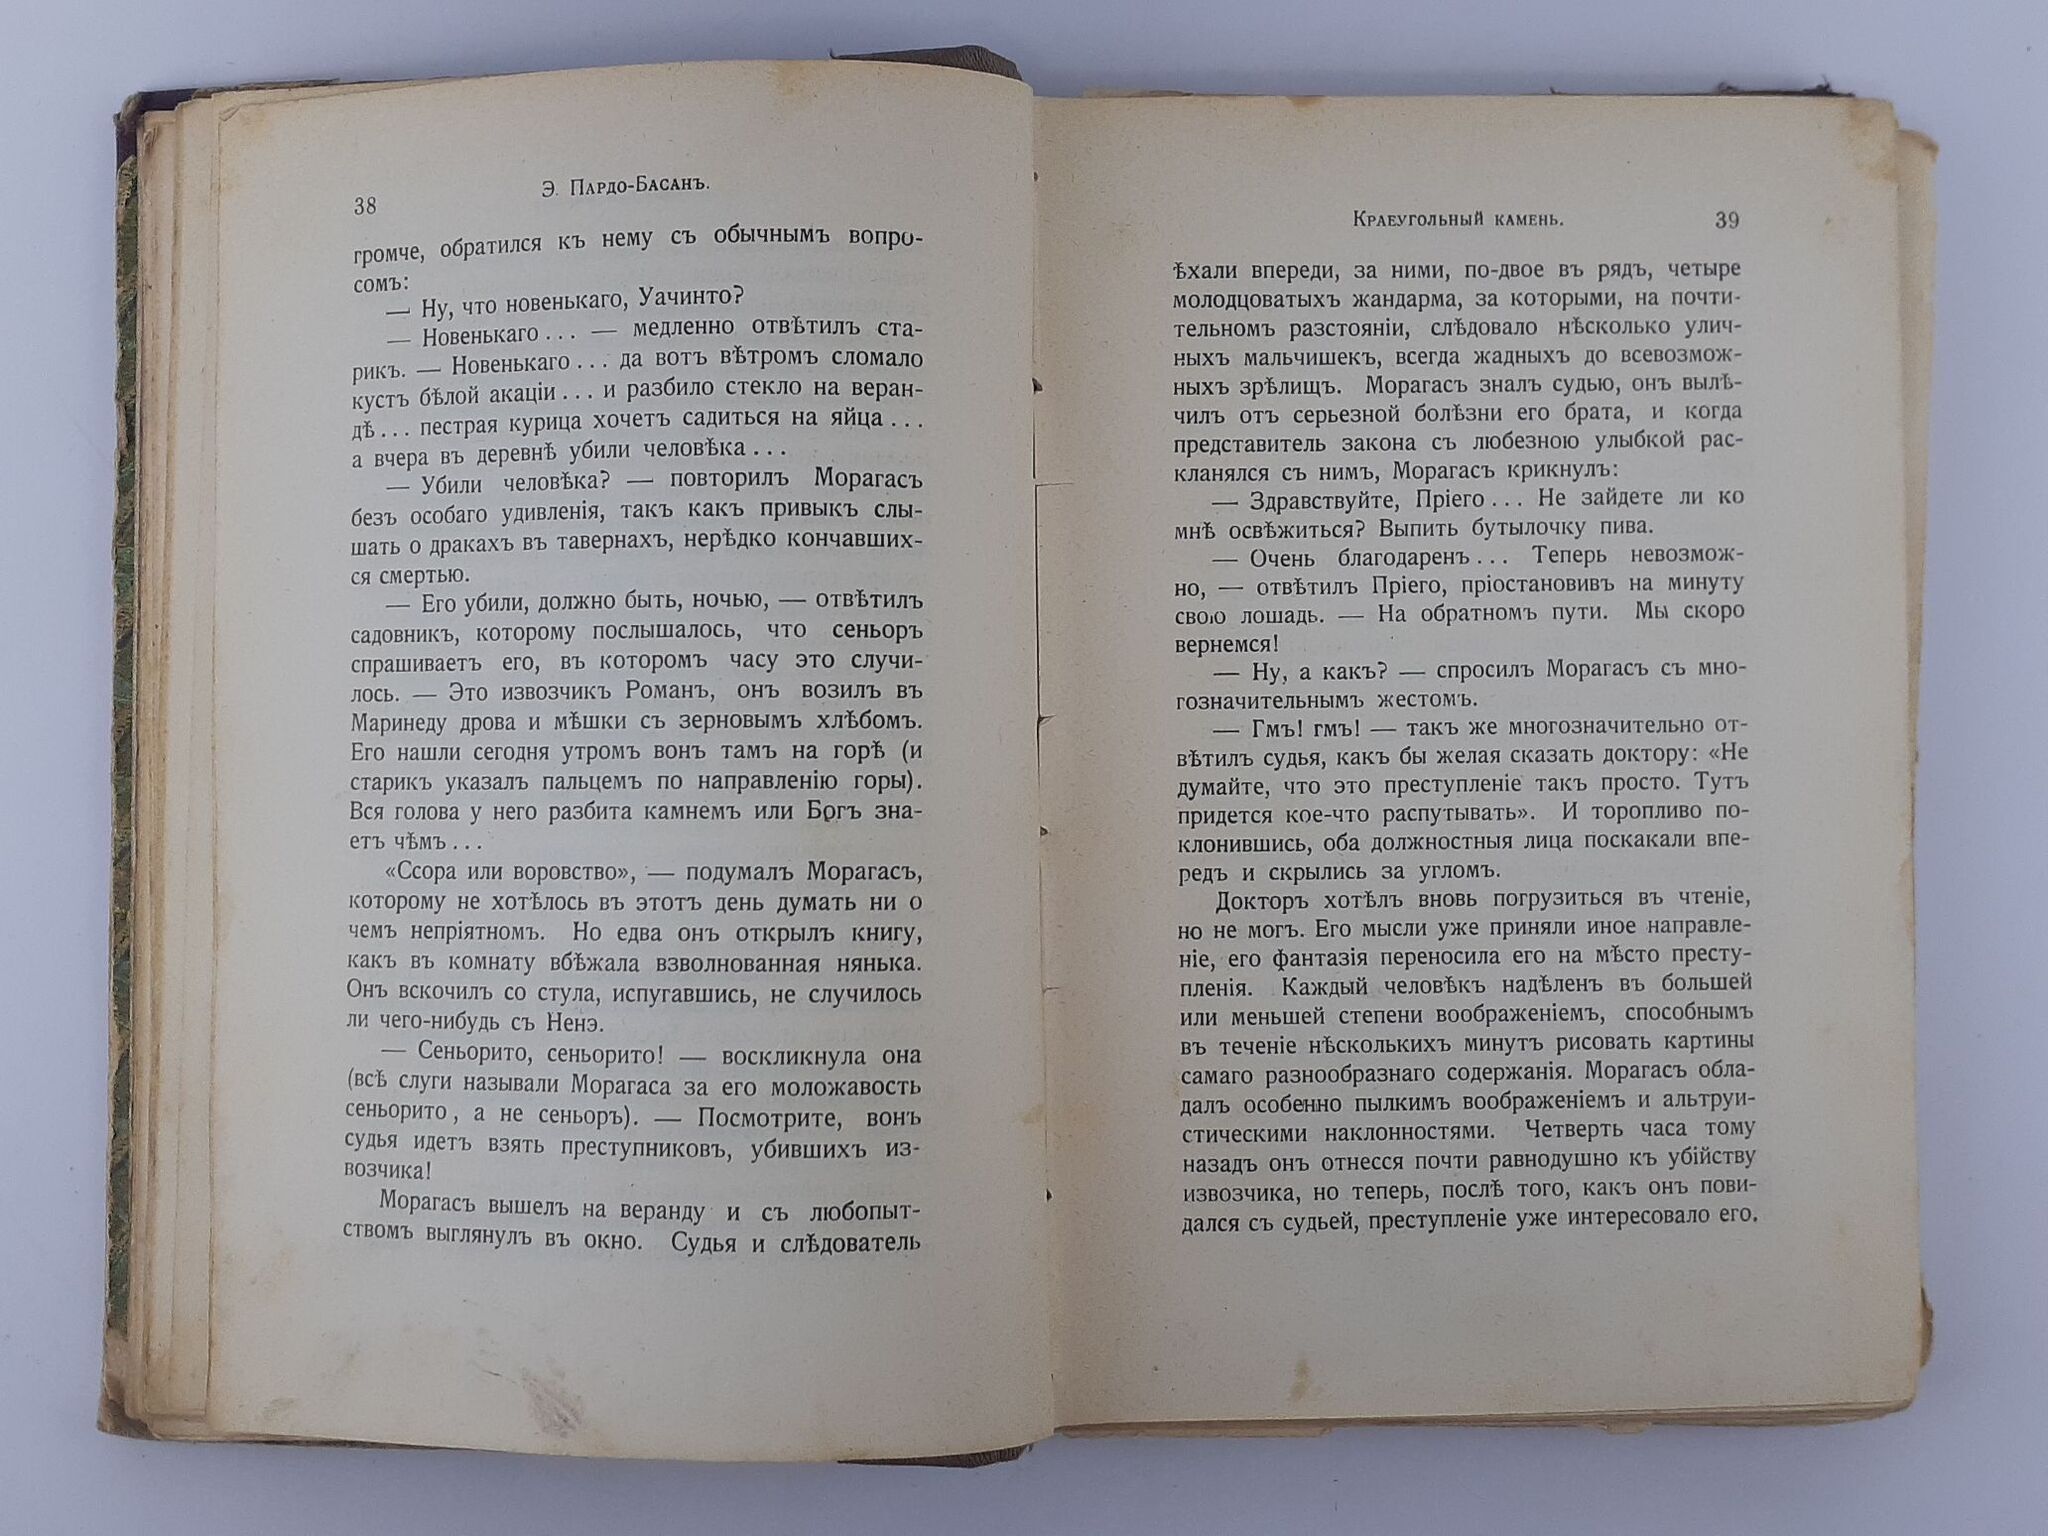 38
Э. Пардо-Басанъ.
громче, обратился къ нему съ обычнымъ вопро-
сомъ:
— Ну, что новенькаго, Уачинто?
— Новенькаго... — медленно отвѣтилъ ста-
рикъ. — Новенькаго... да вотъ вѣтромъ сломало
кустъ бѣлой акаціи... и разбило стекло на веран-
дѣ... пестрая курица хочетъ садиться на яйца...
а вчера въ деревнѣ убили человѣка...
— Убили человѣка? — повторилъ Морагасъ
безъ особаго удивленія, такъ какъ привыкъ слы-
шать о дракахъ въ тавернахъ, нерѣдко кончавших-
ся смертью.
— Его убили, должно быть, ночью, — отвѣтилъ
садовникъ, которому послышалось, что сеньоръ
спрашиваетъ его, въ которомъ часу это случи-
лось. — Это извозчикъ Романъ, онъ возилъ въ
Маринеду дрова и мѣшки съ зерновымъ хлѣбомъ.
Его нашли сегодня утромъ вонъ тамъ на горѣ (и
старикъ указалъ пальцемъ по направленію горы).
Вся голова у него разбита камнемъ или Богъ зна-
етъ чѣмъ...
«Ссора или воровство», — подумалъ Морагасъ,
которому не хотѣлось въ этотъ день думать ни о
чемъ непріятномъ. Но едва онъ открылъ книгу,
какъ въ комнату вбѣжала взволнованная нянька.
Онъ вскочилъ со стула, испугавшись, не случилось
ли чего-нибудь съ Ненэ.
— Сеньорито, сеньорито! — воскликнула она
(всѣ слуги называли Морагаса за его моложавость
сеньорито, а не сеньоръ). — Посмотрите, вонъ
судья идетъ взять преступниковъ, убившихъ из-
возчика!
Морагасъ вышелъ на веранду и съ любопыт-
ствомъ выглянулъ въ окно. Судья и слѣдователь
Краеугольный камень.
39
ѣхали впереди, за ними, по-двое въ рядъ, четыре
молодцоватыхъ жандарма, за которыми, на почти-
тельномъ разстояніи, слѣдовало нѣсколько улич-
ныхъ мальчишекъ, всегда жадныхъ до всевозмож-
ныхъ зрѣлищъ. Морагасъ зналъ судью, онъ вылѣ-
чилъ отъ серьезной болѣзни его брата, и когда
представитель закона съ любезною улыбкой рас-
кланялся съ нимъ, Морагасъ крикнулъ:
— Здравствуйте, Пріего... Не зайдете ли ко
мнѣ освѣжиться? Выпить бутылочку пива.
— Очень благодаренъ... Теперь невозмож-
но, — отвѣтилъ Пріего, пріостановивъ на минуту
свою лошадь. — На обратномъ пути. Мы скоро
вернемся!
— Ну, а какъ? — спросилъ Морагасъ съ мно-
гозначительнымъ жестомъ.
— Гмъ! гмъ! — такъ же многозначительно от-
вѣтилъ судья, какъ бы желая сказать доктору: «Не
думайте, что это преступленіе такъ просто. Тутъ
придется кое-что распутывать». И торопливо по-
клонившись, оба должностныя лица поскакали впе-
редъ и скрылись за угломъ.
Докторъ хотѣлъ вновь погрузиться въ чтеніе,
но не могъ. Его мысли уже приняли иное направле-
ніе, его фантазія переносила его на мѣсто престу-
пленія. Каждый человѣкъ надѣленъ въ большей
или меньшей степени воображеніемъ, способнымъ
въ теченіе нѣсколькихъ минутъ рисовать картины
самаго разнообразнаго содержанія. Морагасъ обла-
далъ особенно пылкимъ воображеніемъ и альтруи-
стическими наклонностями. Четверть часа тому
назадъ онъ отнесся почти равнодушно къ убійству
извозчика, но теперь, послѣ того, какъ онъ пови-
дался съ судьей, преступленіе уже интересовало его.